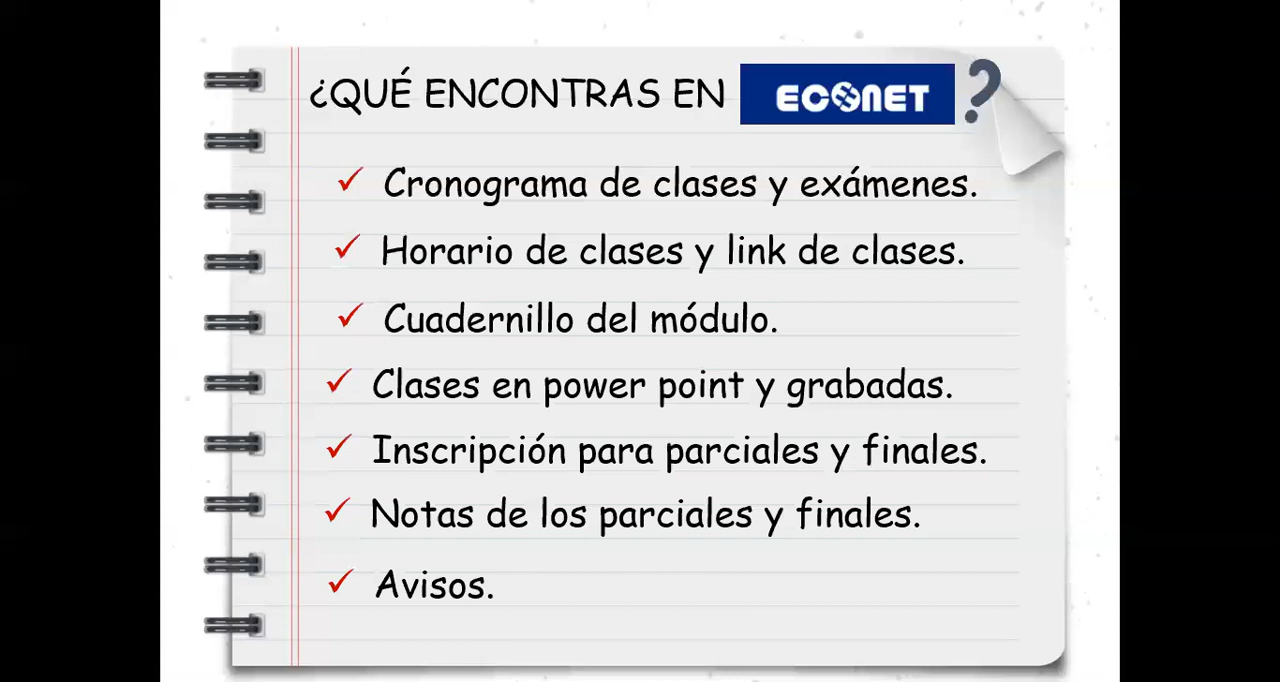 ¿QUÉ ENCONTRAS EN ECONET ?
✓ Cronograma de clases y exámenes.
✓ Horario de clases y link de clases.
✓ Cuadernillo del módulo.
✓ Clases en power point y grabadas.
✓ Inscripción para parciales y finales.
✓ Notas de los parciales y finales.
✓ Avisos.